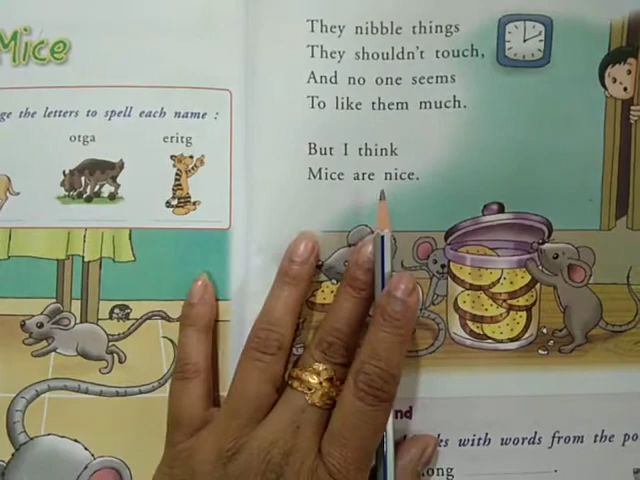 Mice
ge the letters to spell each name :
otga
eritg
They nibble things
They shouldn't touch,
And no one seems
To like them much.
But I think
Mice are nice.
nd
ks with words from the po
ong